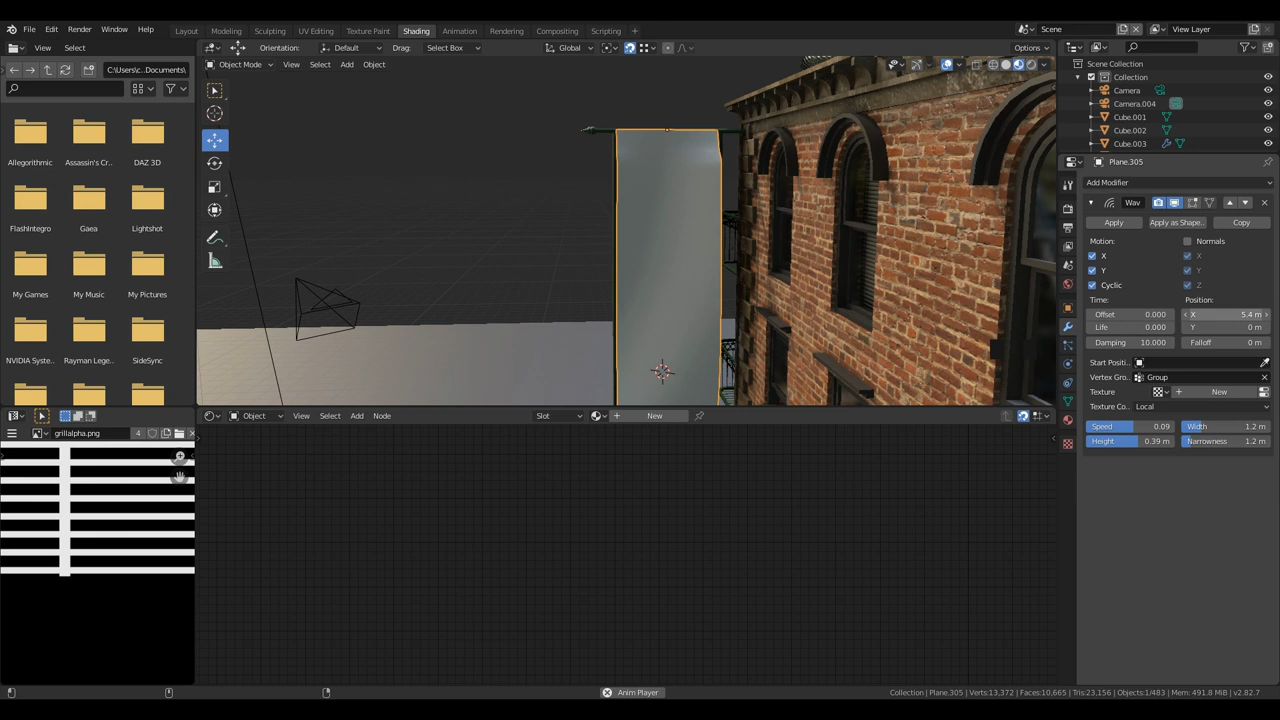 File Edit Render Window Help
Layout Modeling Sculpting UV Editing Texture Paint Shading Animation Rendering Compositing Scripting +
Scene
View Layer
View Select
Orientation: Default Drag: Select Box
Global
Options
C:\Users\c..Documents\
Object Mode View Select Add Object
Allegorithmic Assassin's Cr.. DAZ 3D
FlashIntegro Gaea Lightshot
My Games My Music My Pictures
NVIDIA Syste.. Rayman Lege.. SideSync
Scene Collection
Collection
Camera
Camera.004
Cube.001
Cube.002
Cube.003
Plane.305
Add Modifier
Wav
Apply Apply as Shape.. Copy
Motion: Normals
X X
Y Y
Cyclic Z
Time: Position:
Offset 0.000 X 5.4 m
Life 0.000 Y 0 m
Damping 10.000 Falloff 0 m
Start Positi..
Vertex Gro.. Group
Texture New
Texture Co.. Local
Speed 0.09 Width 1.2 m
Height 0.39 m Narrowness 1.2 m
Object View Select Add Node
Slot
New
grillalpha.png 4
Anim Player
Collection | Plane.305 | Verts:13,372 | Faces:10,665 | Tris:23,156 | Objects:1/483 | Mem: 491.8 MiB | v2.82.7